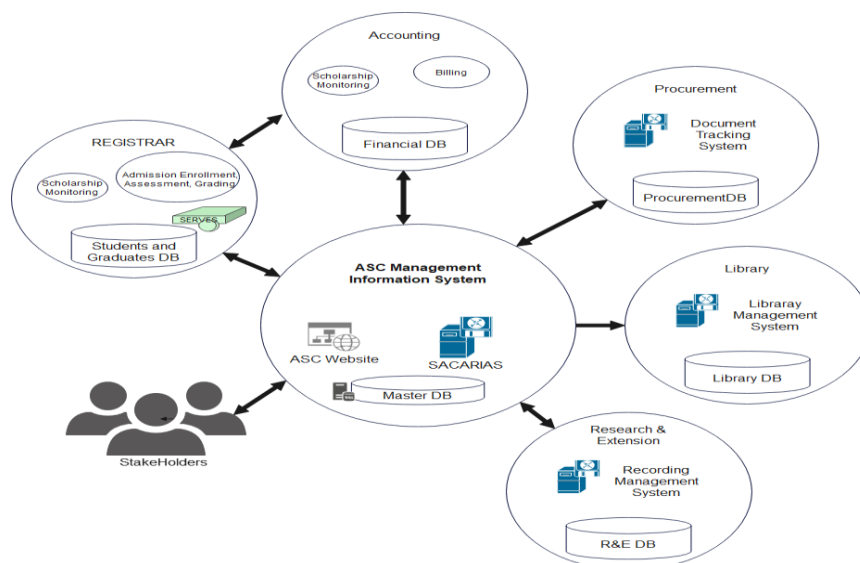 Accounting
Scholarship
Monitoring
Billing
Financial DB
REGISTRAR
Scholarship
Monitoring
Admission Enrollment,
Assessment, Grading
SERVES
Students and
Graduates DB
Procurement
Document
Tracking
System
ProcurementDB
ASC Management
Information System
ASC Website
SACARIAS
Master DB
Library
Libraray
Management
System
Library DB
StakeHolders
Research &
Extension
Recording
Management
System
R&E DB